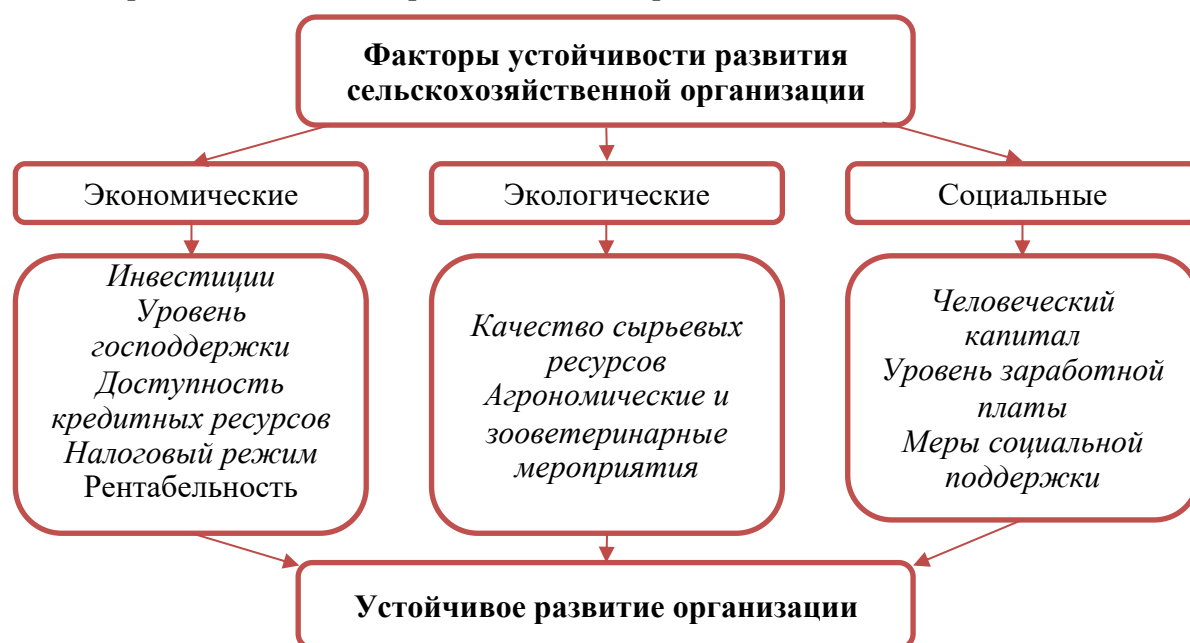 Факторы устойчивости развития
сельскохозяйственной организации
Экономические
Экологические
Социальные
Инвестиции
Уровень
господдержки
Доступность
кредитных ресурсов
Налоговый режим
Рентабельность
Качество сырьевых
ресурсов
Агрономические и
зооветеринарные
мероприятия
Человеческий
капитал
Уровень заработной
платы
Меры социальной
поддержки
Устойчивое развитие организации